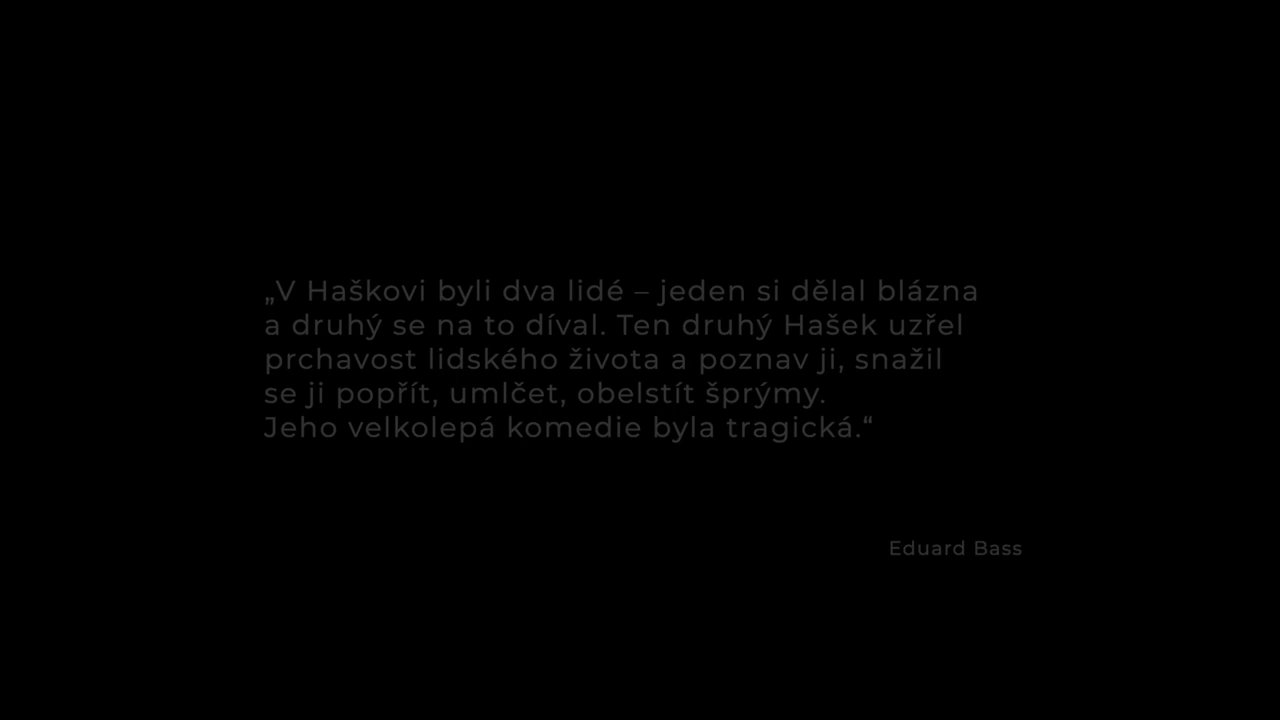 „V Haškovi byli dva lidé – jeden si dělal blázna
a druhý se na to díval. Ten druhý Hašek uzřel
prchavost lidského života a poznav ji, snažil
se ji popřít, umlčet, obelstít šprýmy.
Jeho velkolepá komedie byla tragická.“
Eduard Bass